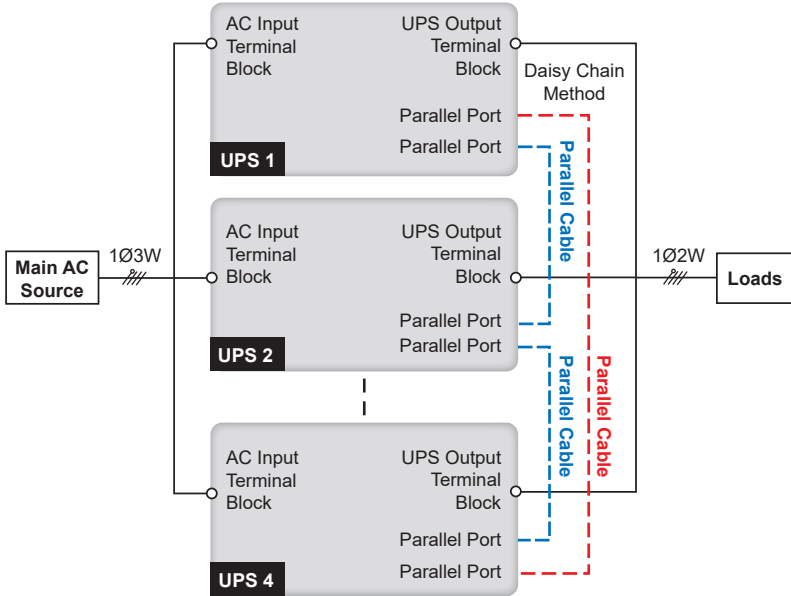 AC Input
Terminal
Block
UPS Output
Terminal
Block
Daisy Chain
Method
Parallel Port
Parallel Port
UPS 1
Parallel Cable
Parallel Cable
AC Input
Terminal
Block
UPS Output
Terminal
Block
Main AC
Source
1Ø3W
1Ø2W
Loads
Parallel Port
Parallel Port
UPS 2
Parallel Cable
Parallel Cable
AC Input
Terminal
Block
UPS Output
Terminal
Block
Parallel Port
Parallel Port
UPS 4